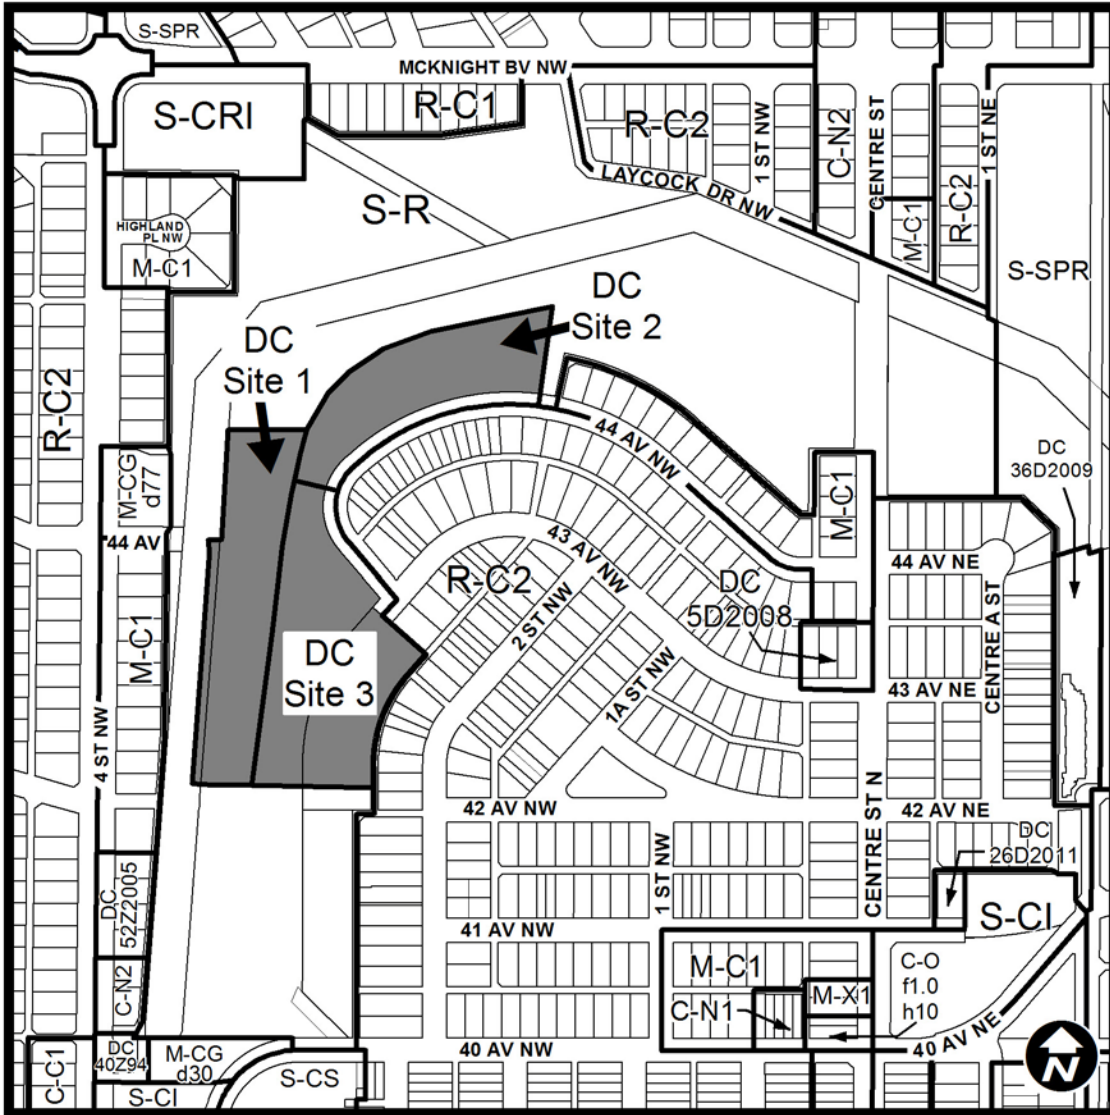 S-SPR
MCKNIGHT BV NW
S-CRI
R-C1
R-C2
1 ST NW
C-N2
CENTRE ST
M-C1
R-C2
1 ST NE
LAYCOCK DR NW
S-R
HIGHLAND
PL NW
M-C1
S-SPR
DC
Site 2
DC
Site 1
R-C2
44 AV NW
M-CG
d77
DC
36D2009
M-C1
44 AV
43 AV NW
44 AV NE
R-C2
DC
5D2008
CENTRE A ST
M-C1
2 ST NW
DC
Site 3
1A ST NW
43 AV NE
4 ST NW
42 AV NW
CENTRE ST N
42 AV NE
DC
26D2011
DC
52Z2005
1 ST NW
S-CI
41 AV NW
C-N2
M-C1
C-O
f1.0
h10
M-X1
C-N1
DC
40Z94
M-CG
d30
40 AV NW
40 AV NE
C-C1
S-CS
S-CI
N